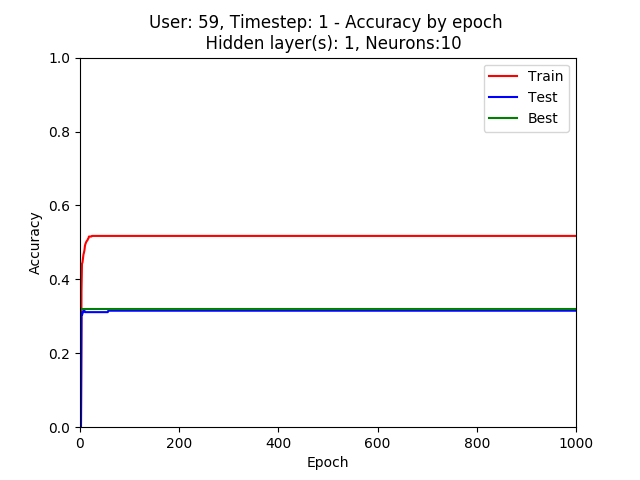 User: 59, Timestep: 1 - Accuracy by epoch
Hidden layer(s): 1, Neurons:10
1.0
0.8
0.6
0.4
0.2
0.0
Accuracy
Train
Test
Best
0 200 400 600 800 1000
Epoch